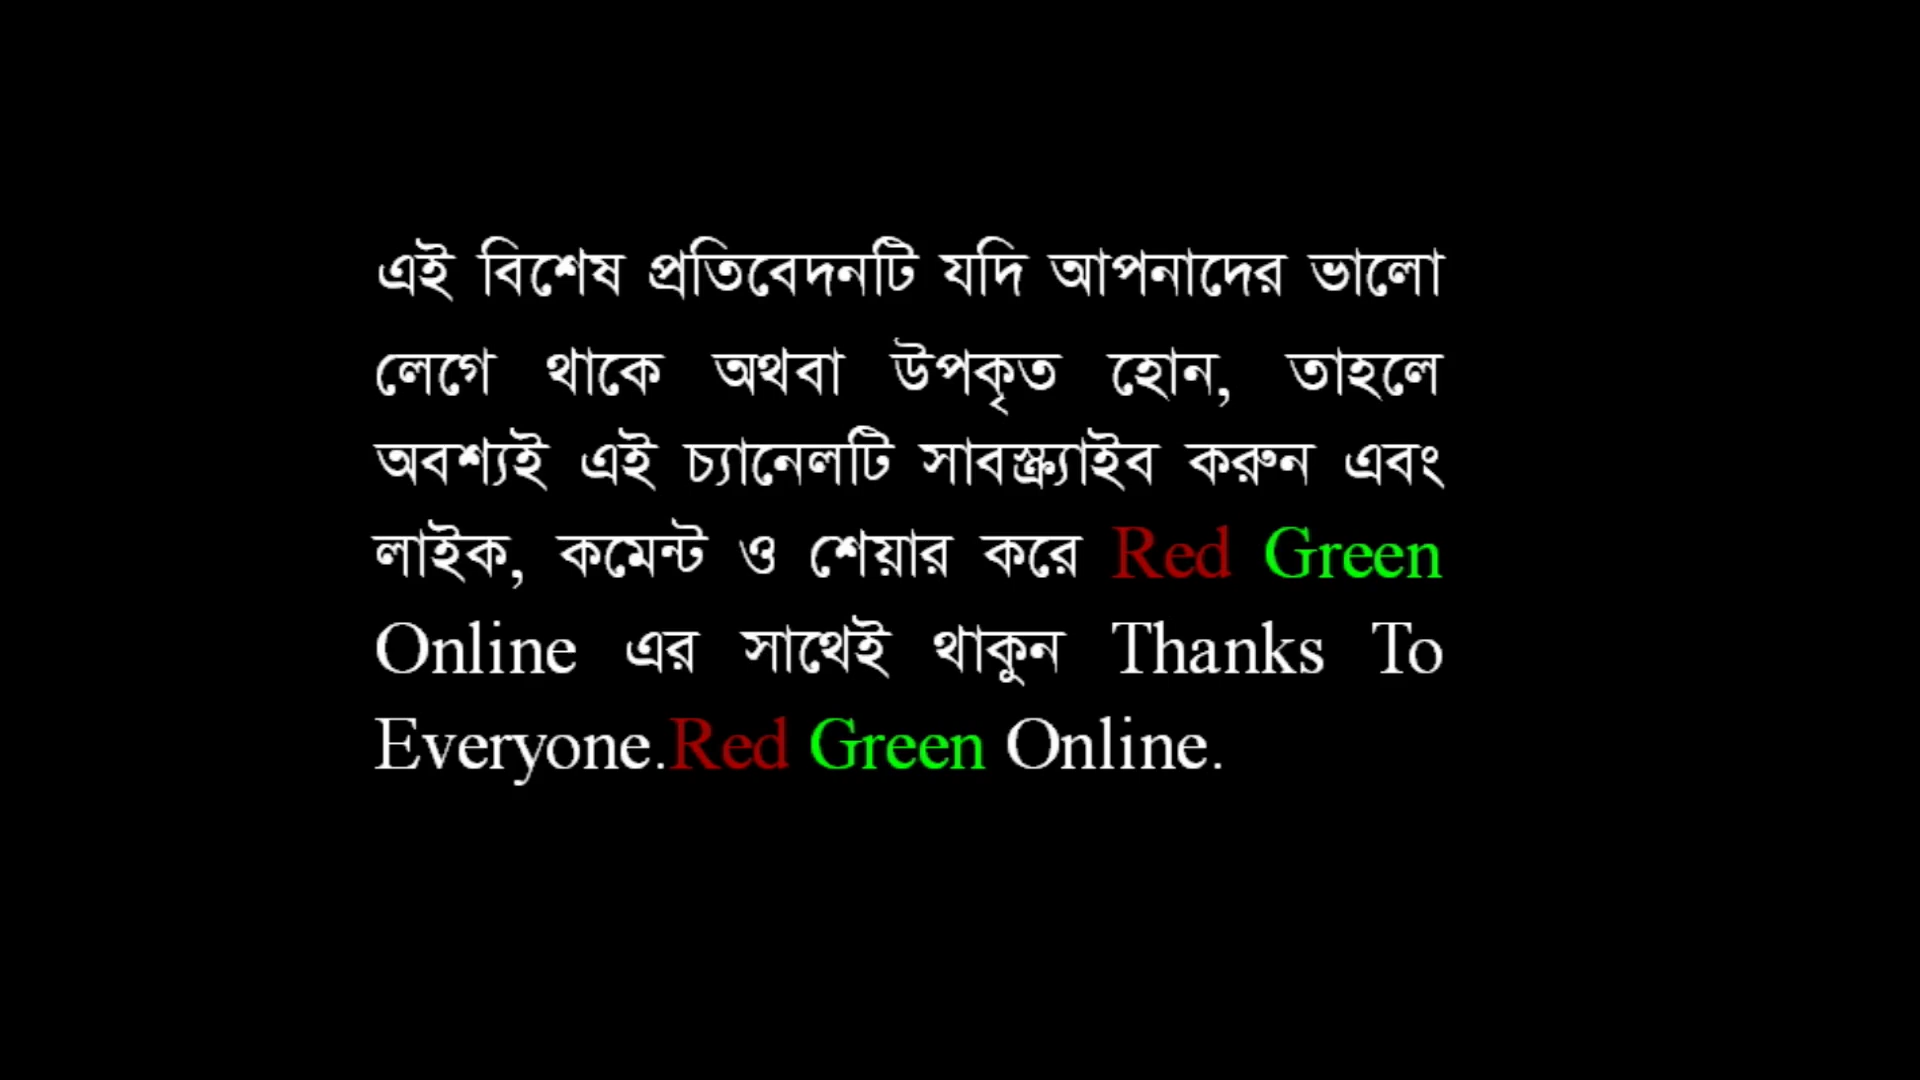 এই বিশেষ প্রতিবেদনটি যদি আপনাদের ভালো
লেগে থাকে অথবা উপকৃত হোন, তাহলে
অবশ্যই এই চ্যানেলটি সাবস্ক্র্যাইব করুন এবং
লাইক, কমেন্ট ও শেয়ার করে Red Green
Online এর সাথেই থাকুন Thanks To
Everyone.Red Green Online.